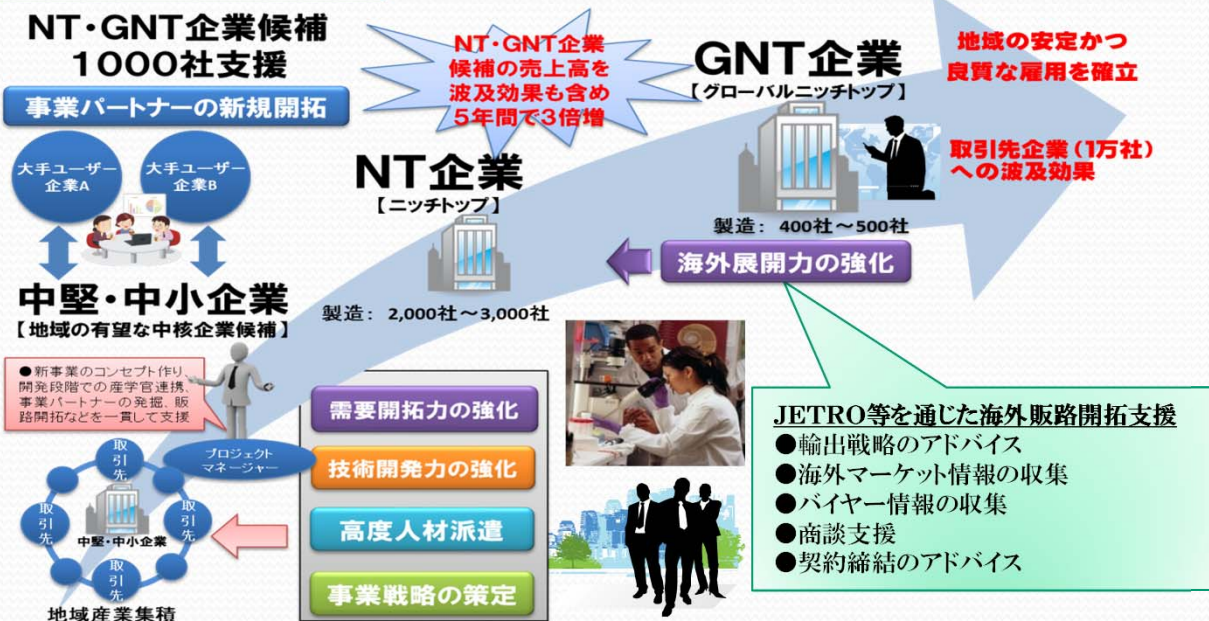 NT・GNT企業候補
1000社支援
事業パートナーの新規開拓
大手ユーザー
企業A
大手ユーザー
企業B
中堅・中小企業
【地域の有望な中核企業候補】
●新事業のコンセプト作り、
開発段階での産学官連携、
事業パートナーの発掘、販
路開拓などを一貫して支援
プロジェクト
マネージャー
取引先
取引先
取引先
取引先
中堅・中小企業
地域産業集積
NT・GNT企業
候補の売上高を
波及効果も含め
5年間で3倍増
NT企業
【ニッチトップ】
製造: 2,000社～3,000社
GNT企業
【グローバルニッチトップ】
製造: 400社～500社
海外展開力の強化
地域の安定かつ
良質な雇用を確立
取引先企業(1万社)
への波及効果
需要開拓力の強化
技術開発力の強化
高度人材派遣
事業戦略の策定
JETRO等を通じた海外販路開拓支援
●輸出戦略のアドバイス
●海外マーケット情報の収集
●バイヤー情報の収集
●商談支援
●契約締結のアドバイス